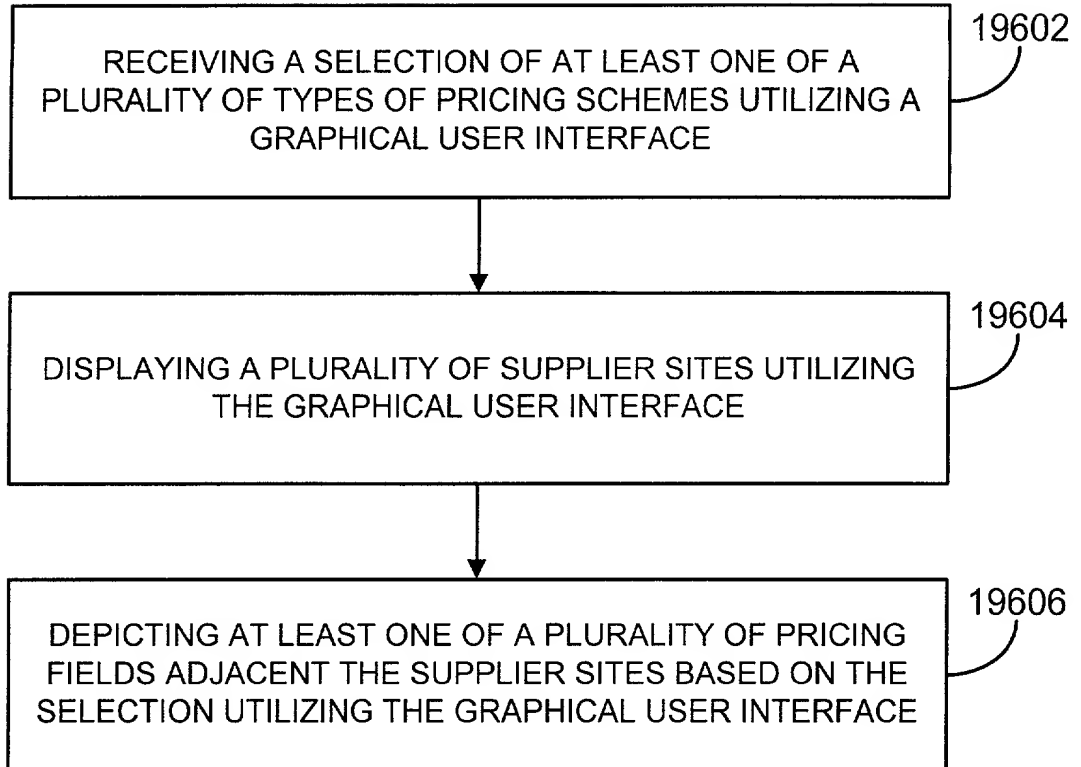 19602
RECEIVING A SELECTION OF AT LEAST ONE OF A
PLURALITY OF TYPES OF PRICING SCHEMES UTILIZING A
GRAPHICAL USER INTERFACE
19604
DISPLAYING A PLURALITY OF SUPPLIER SITES UTILIZING
THE GRAPHICAL USER INTERFACE
19606
DEPICTING AT LEAST ONE OF A PLURALITY OF PRICING
FIELDS ADJACENT THE SUPPLIER SITES BASED ON THE
SELECTION UTILIZING THE GRAPHICAL USER INTERFACE